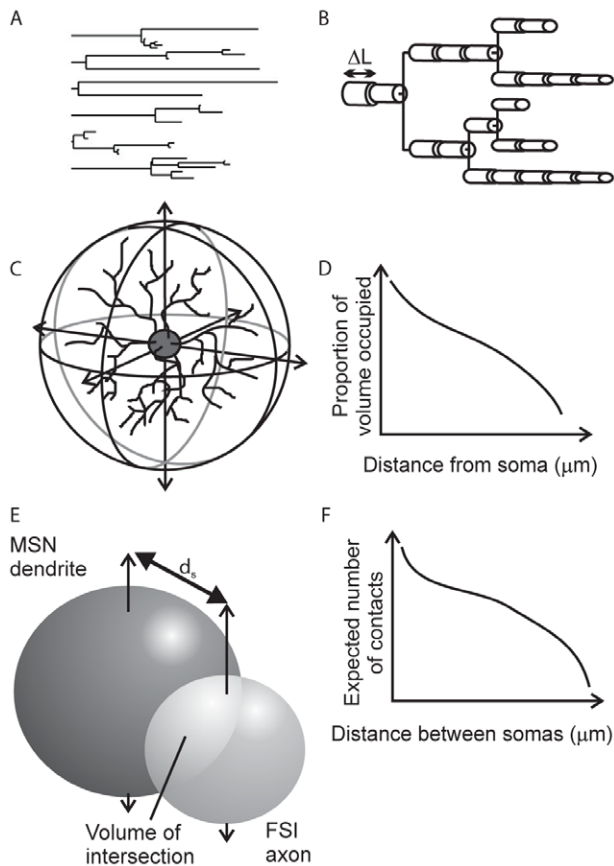 A
B
ΔL
C
D
Proportion of
volume occupied
Distance from soma (μm)
E
MSN
dendrite
ds
Volume of
intersection
FSI
axon
F
Expected number
of contacts
Distance between somas (μm)